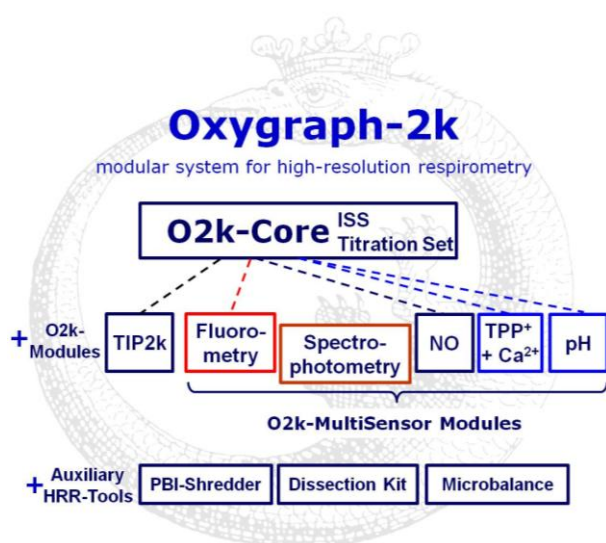 Oxygraph-2k
modular system for high-resolution respirometry
O2k-Core ISS
Titration Set
+ O2k-
Modules
TIP2k
Fluoro-
metry
Spectro-
photometry
NO
TPP⁺
+ Ca²⁺
pH
O2k-MultiSensor Modules
+ Auxiliary
HRR-Tools
PBI-Shredder
Dissection Kit
Microbalance